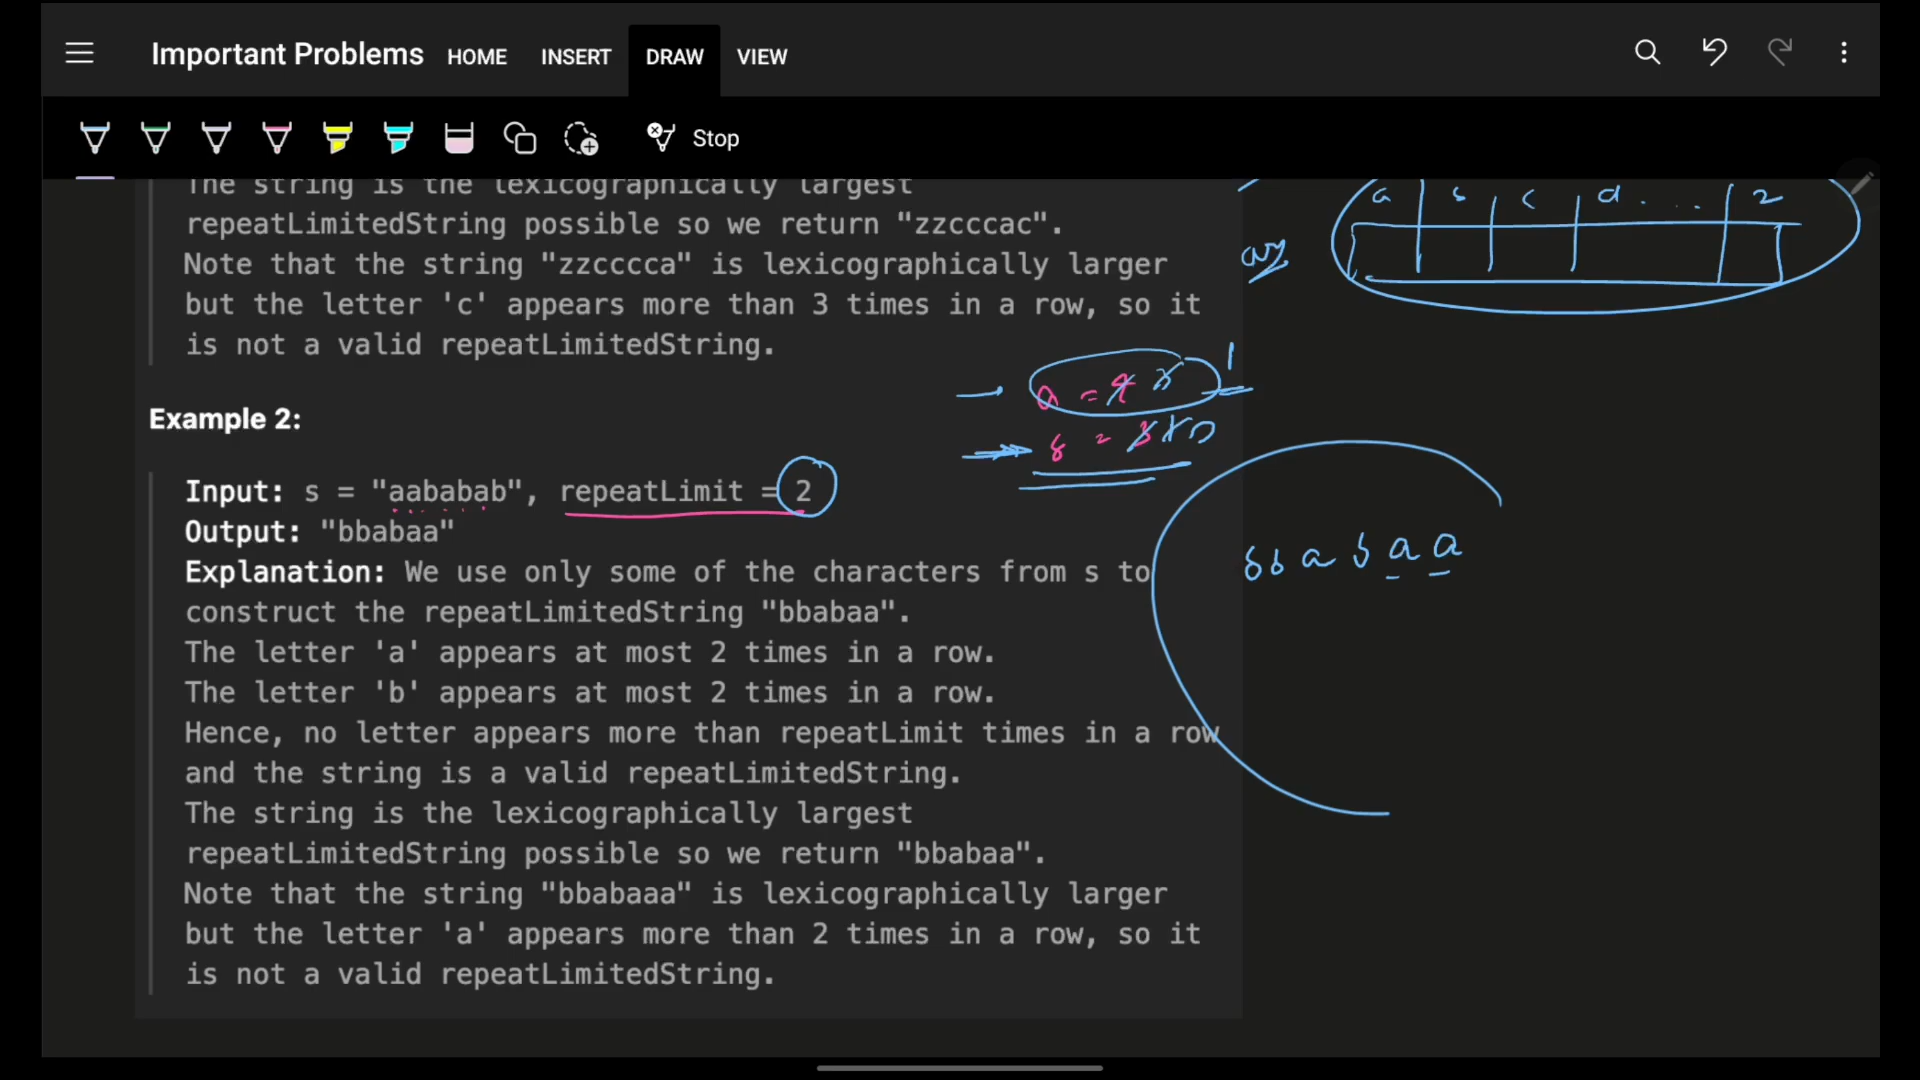 Important Problems HOME INSERT DRAW VIEW
Stop
The string is the lexicographically largest
repeatLimitedString possible so we return "zzcccac".
Note that the string "zzcccca" is lexicographically larger
but the letter 'c' appears more than 3 times in a row, so it
is not a valid repeatLimitedString.
a b c d . . . z
Example 2:
Input: s = "aababab", repeatLimit = 2
Output: "bbabaa"
Explanation: We use only some of the characters from s to
construct the repeatLimitedString "bbabaa".
The letter 'a' appears at most 2 times in a row.
The letter 'b' appears at most 2 times in a row.
Hence, no letter appears more than repeatLimit times in a row
and the string is a valid repeatLimitedString.
The string is the lexicographically largest
repeatLimitedString possible so we return "bbabaa".
Note that the string "bbabaaa" is lexicographically larger
but the letter 'a' appears more than 2 times in a row, so it
is not a valid repeatLimitedString.
bbabaa